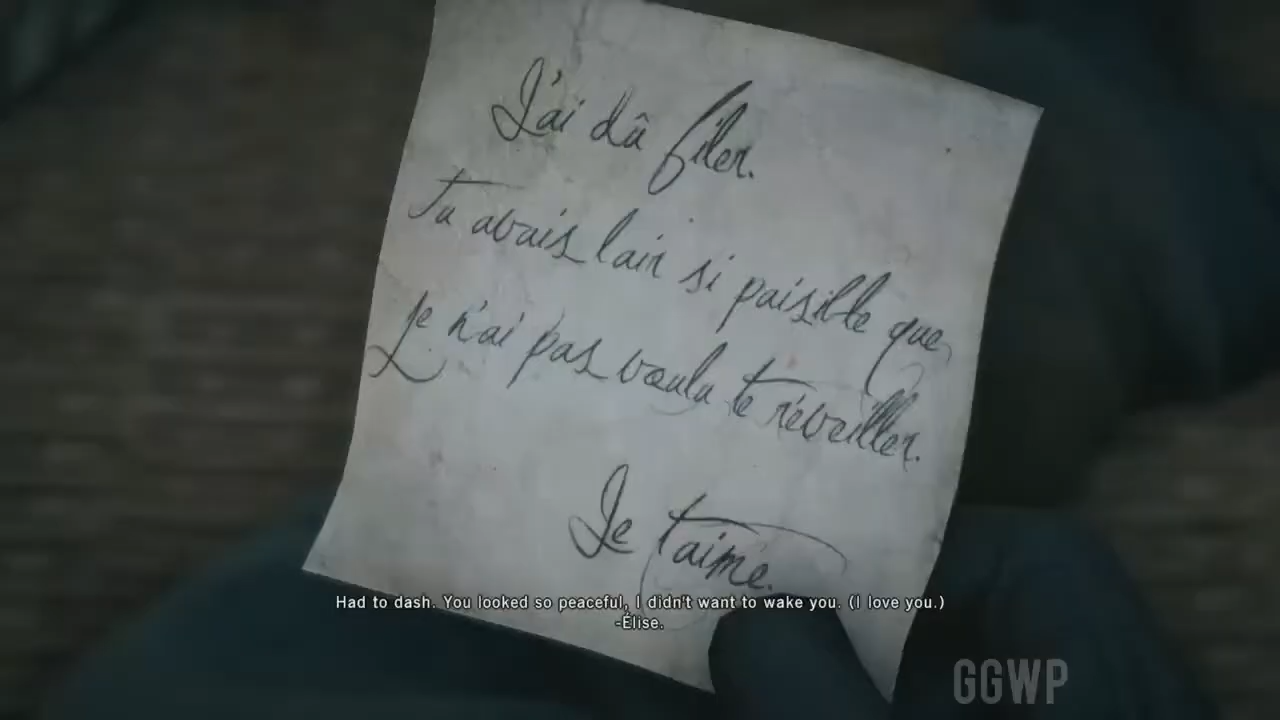 J'ai dû filer.
Tu avais l'air si paisible que
je n'ai pas voulu te réveiller.
Je t'aime.
Had to dash. You looked so peaceful, I didn't want to wake you. (I love you.)
-Élise.
GGWP